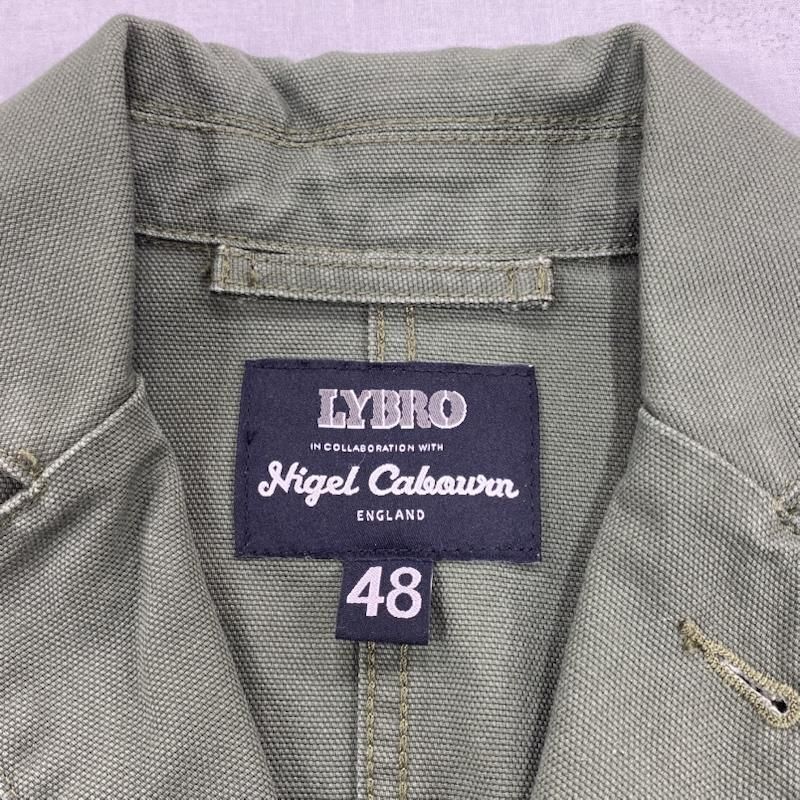 LYBRO
IN COLLABORATION WITH
Nigel Cabourn
ENGLAND
48